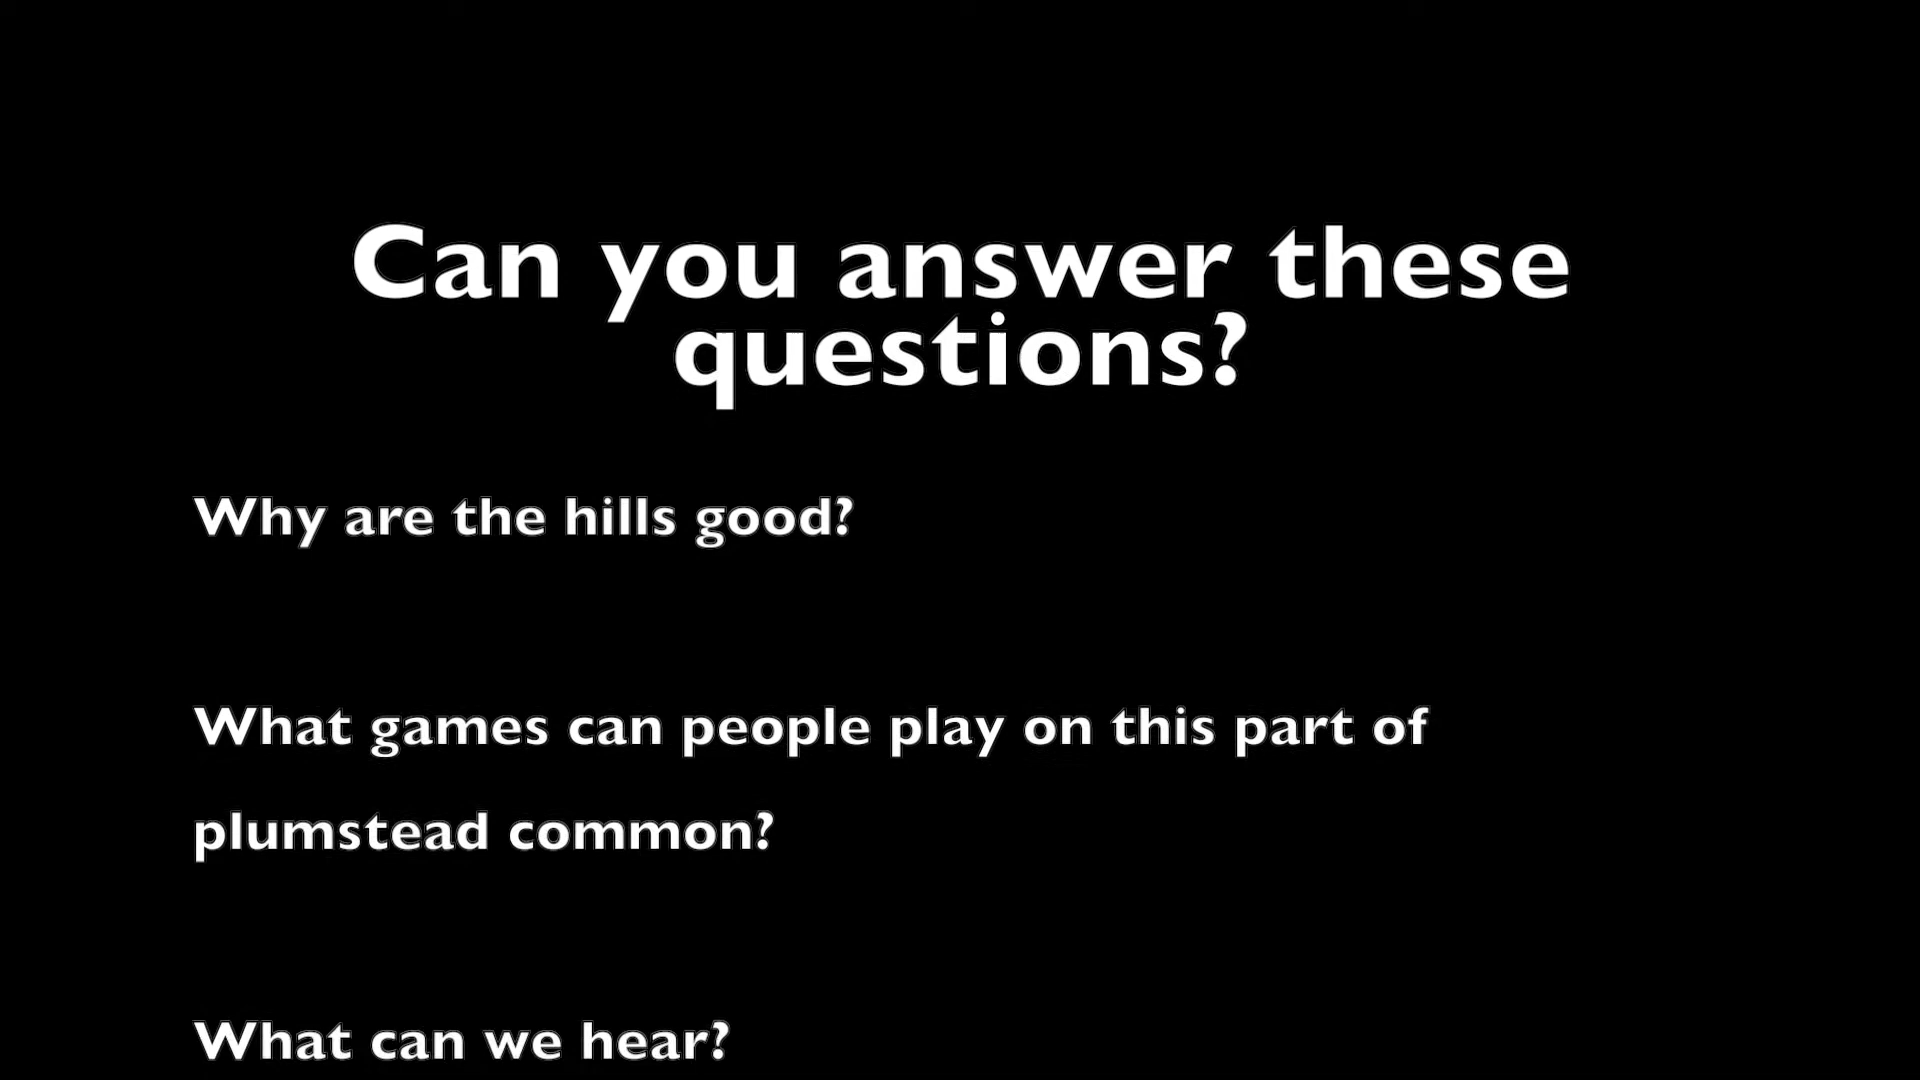 Can you answer these
questions?
Why are the hills good?
What games can people play on this part of
plumstead common?
What can we hear?